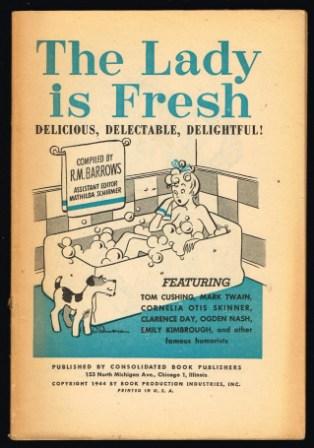 The Lady
is Fresh
DELICIOUS, DELECTABLE, DELIGHTFUL!
COMPILED BY
R.M. BARROWS
ASSISTANT EDITOR
MATHILDA SCHIRMER
FEATURING
TOM CUSHING, MARK TWAIN,
CORNELIA OTIS SKINNER,
CLARENCE DAY, OGDEN NASH,
EMILY KIMBROUGH, and other
famous humorists
PUBLISHED BY CONSOLIDATED BOOK PUBLISHERS
153 North Michigan Ave., Chicago 1, Illinois
COPYRIGHT 1944 BY BOOK PRODUCTION INDUSTRIES, INC.
PRINTED IN U. S. A.